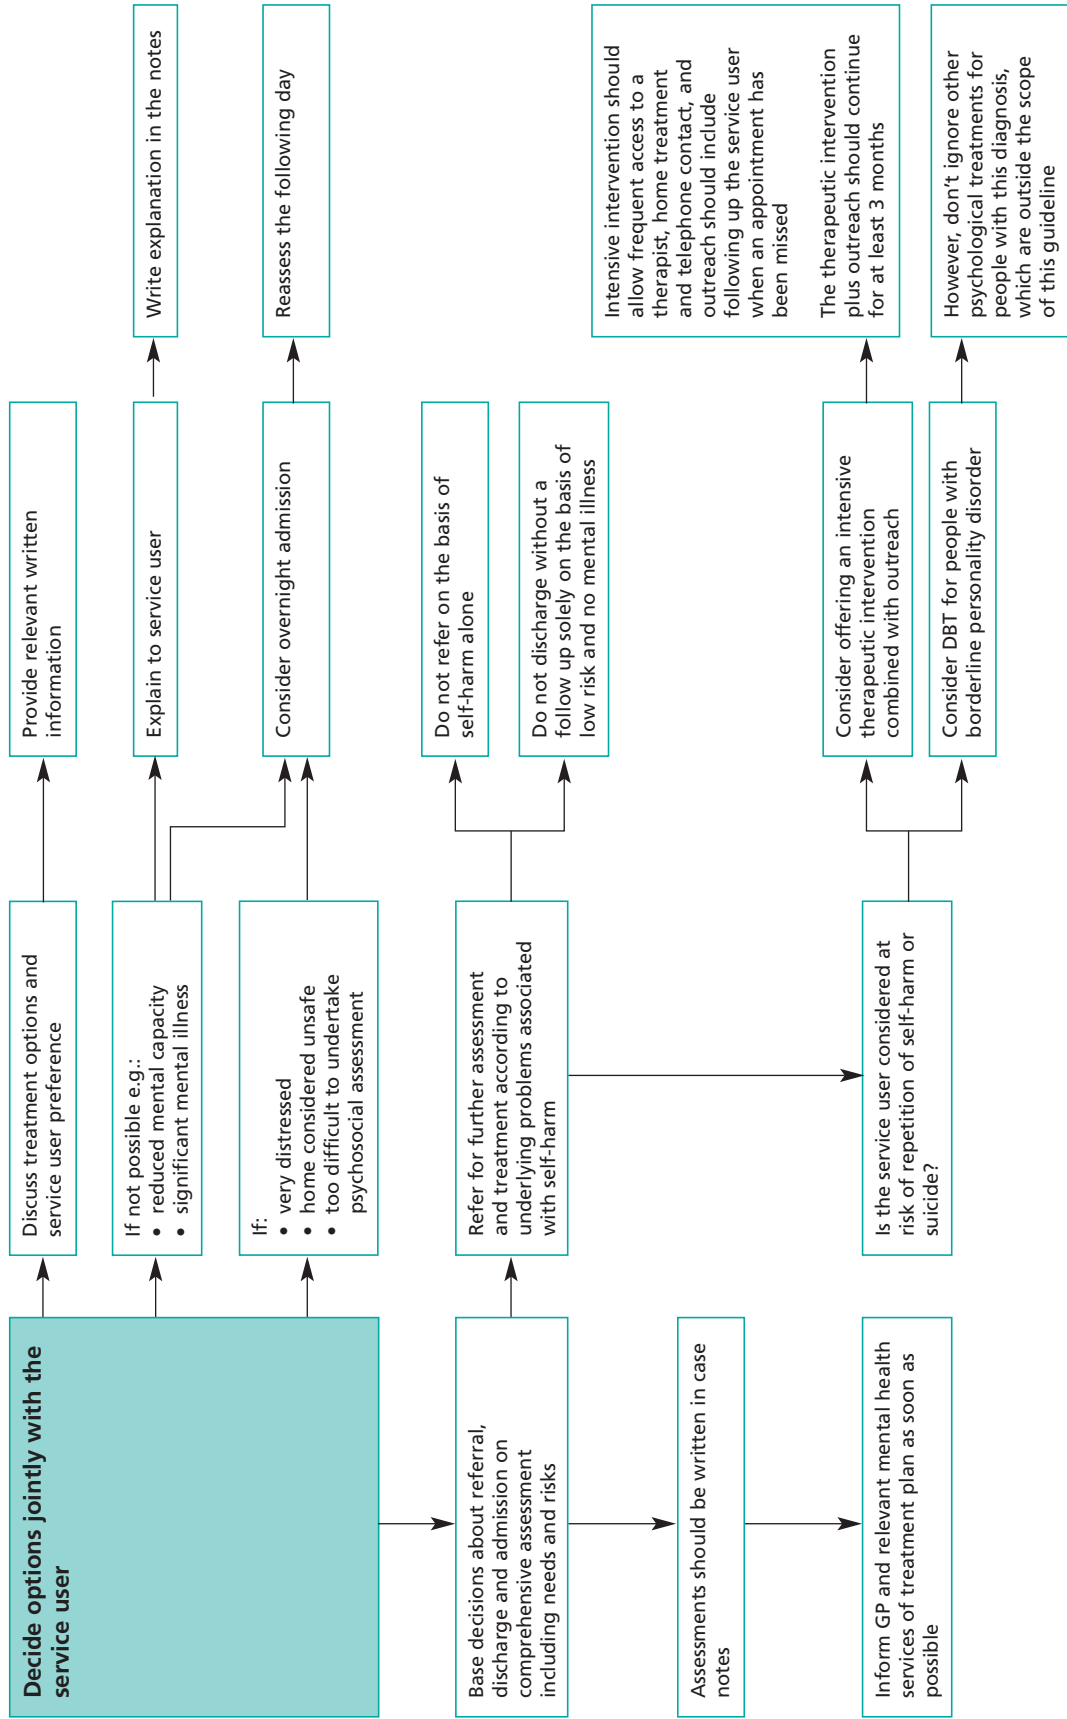 Decide options jointly with the
service user
Discuss treatment options and
service user preference
Provide relevant written
information
If not possible e.g.:
• reduced mental capacity
• significant mental illness
Explain to service user
Write explanation in the notes
If:
• very distressed
• home considered unsafe
• too difficult to undertake
psychosocial assessment
Consider overnight admission
Reassess the following day
Base decisions about referral,
discharge and admission on
comprehensive assessment
including needs and risks
Refer for further assessment
and treatment according to
underlying problems associated
with self-harm
Do not refer on the basis of
self-harm alone
Do not discharge without a
follow up solely on the basis of
low risk and no mental illness
Assessments should be written in case
notes
Inform GP and relevant mental health
services of treatment plan as soon as
possible
Is the service user considered at
risk of repetition of self-harm or
suicide?
Consider offering an intensive
therapeutic intervention
combined with outreach
Intensive intervention should
allow frequent access to a
therapist, home treatment
and telephone contact, and
outreach should include
following up the service user
when an appointment has
been missed
The therapeutic intervention
plus outreach should continue
for at least 3 months
Consider DBT for people with
borderline personality disorder
However, don't ignore other
psychological treatments for
people with this diagnosis,
which are outside the scope
of this guideline